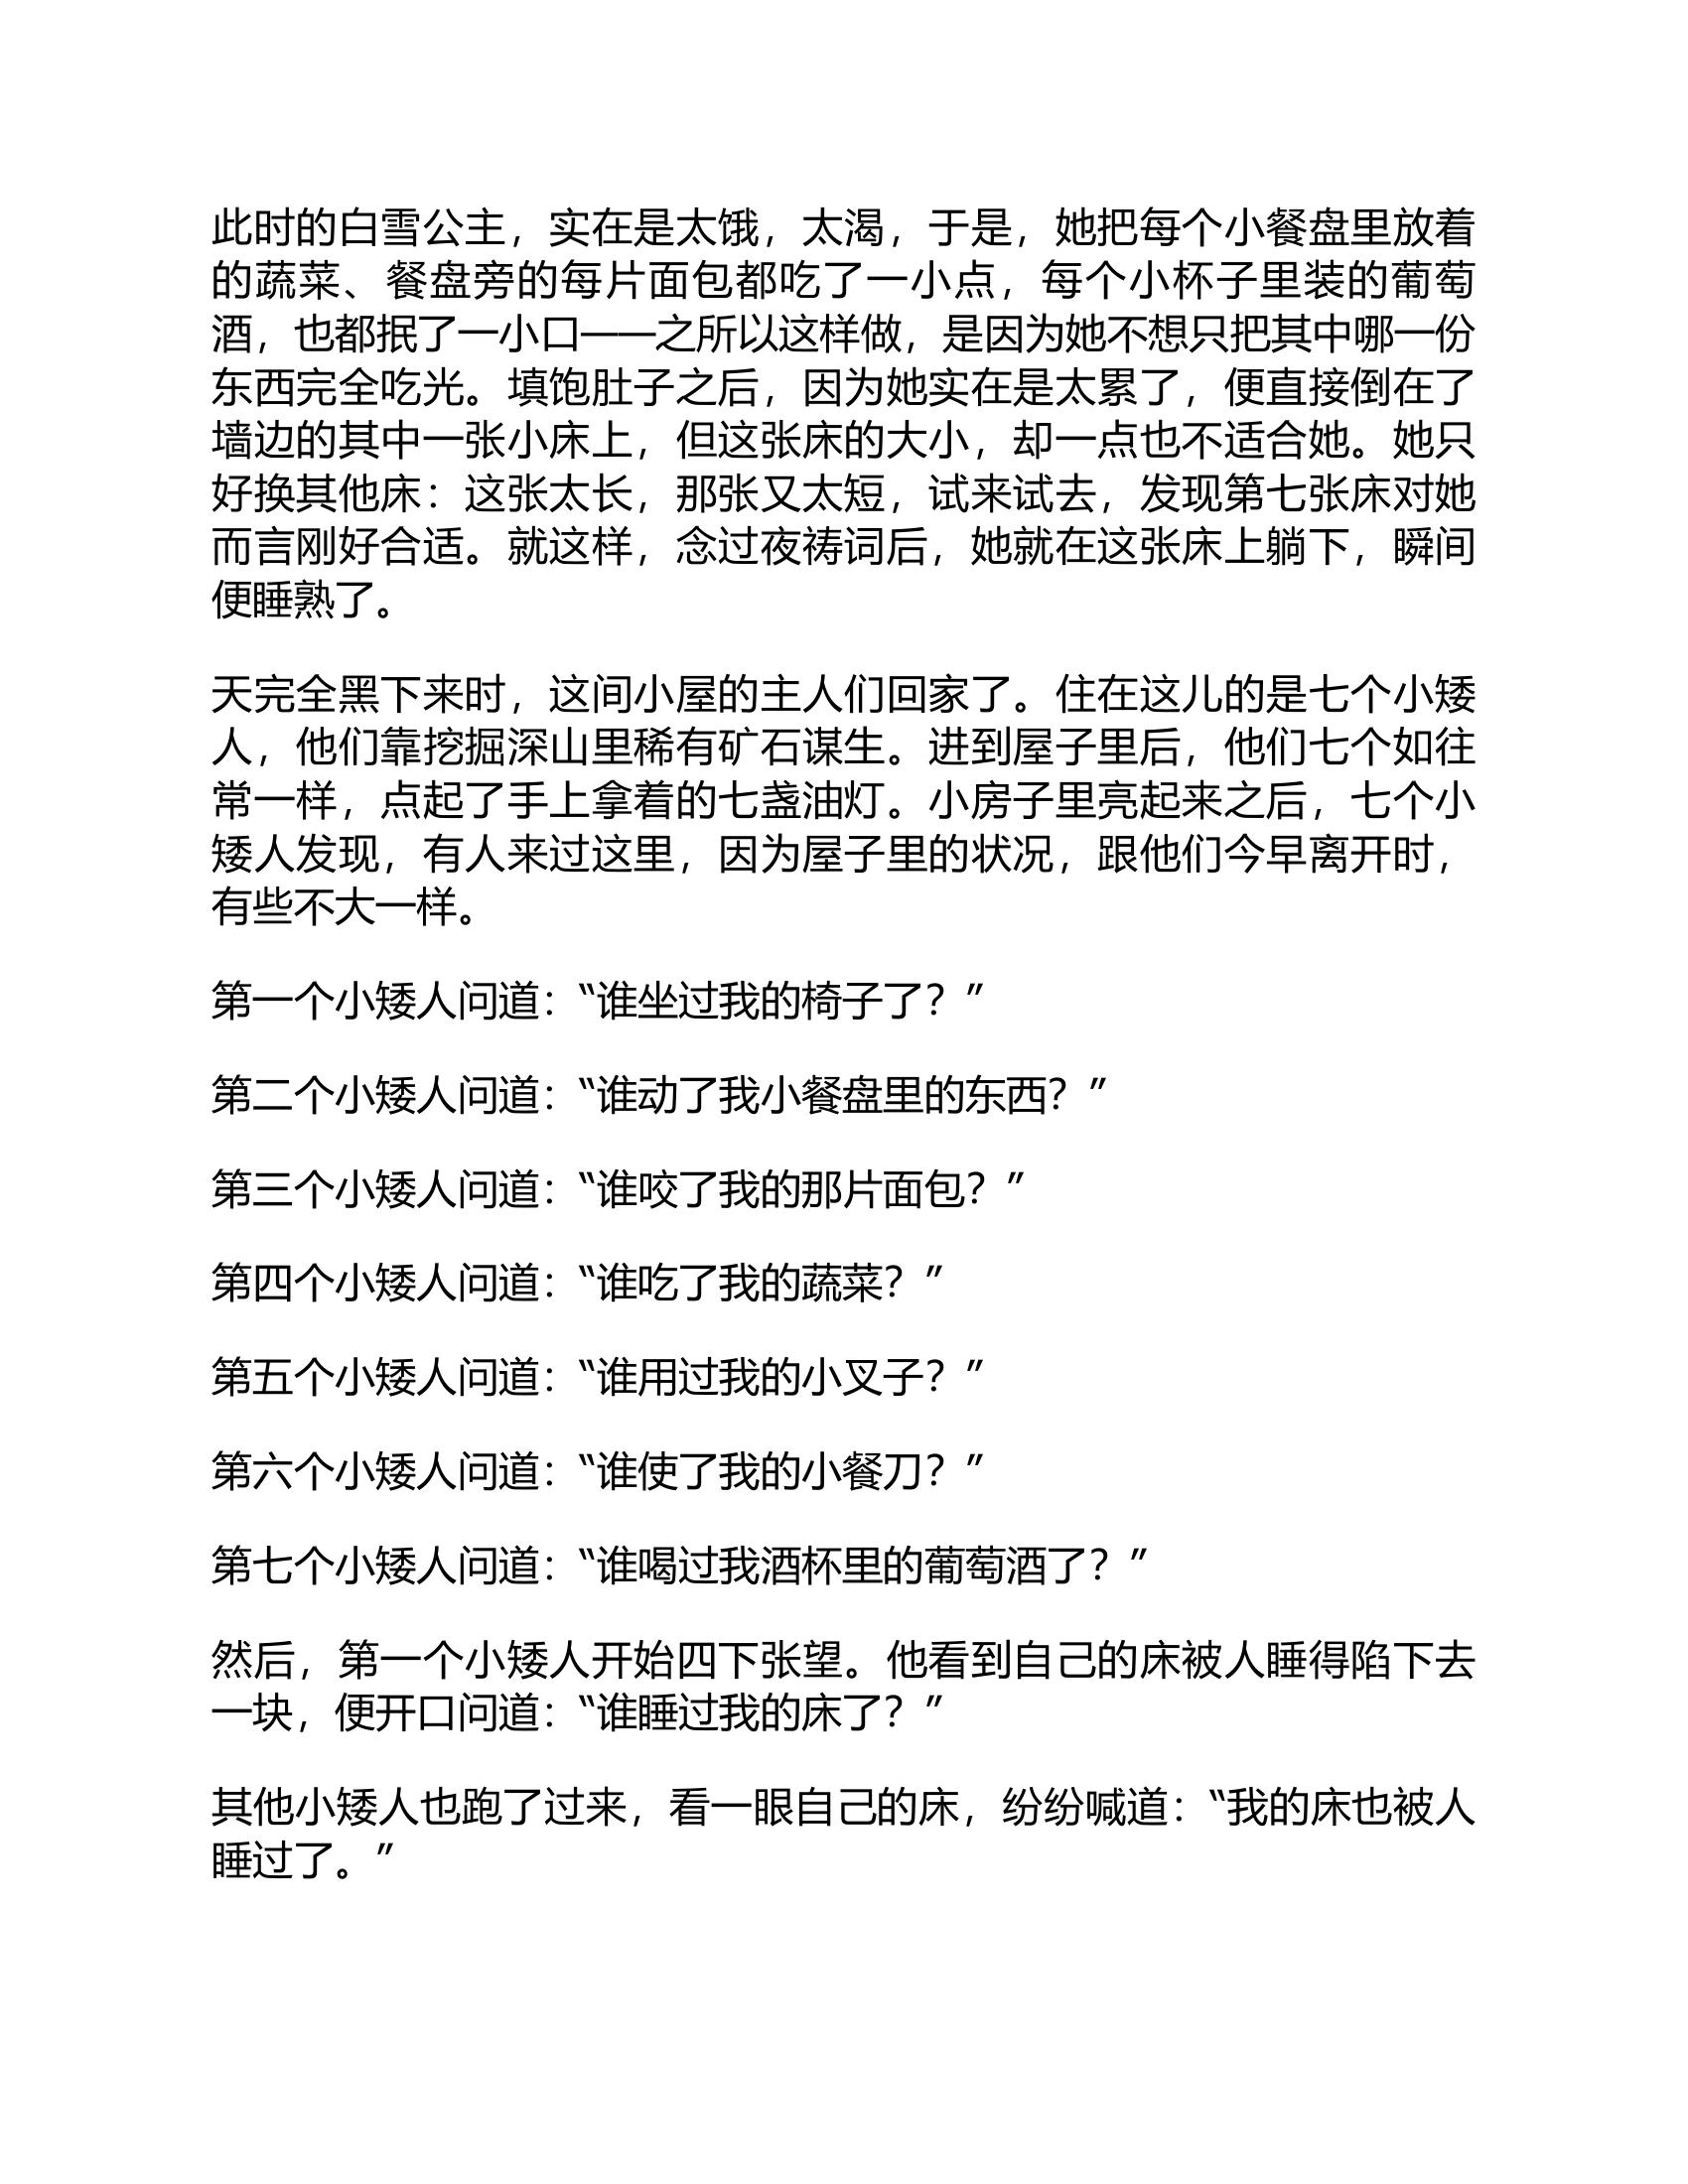 此时的白雪公主，实在是太饿，太渴，于是，她把每个小餐盘里放着
的蔬菜、餐盘旁的每片面包都吃了一小点，每个小杯子里装的葡萄
酒，也都抿了一小口——之所以这样做，是因为她不想只把其中哪一份
东西完全吃光。填饱肚子之后，因为她实在是太累了，便直接倒在了
墙边的其中一张小床上，但这张床的大小，却一点也不适合她。她只
好换其他床：这张太长，那张又太短，试来试去，发现第七张床对她
而言刚好合适。就这样，念过夜祷词后，她就在这张床上躺下，瞬间
便睡熟了。
天完全黑下来时，这间小屋的主人们回家了。住在这儿的是七个小矮
人，他们靠挖掘深山里稀有矿石谋生。进到屋子里后，他们七个如往
常一样，点起了手上拿着的七盏油灯。小房子里亮起来之后，七个小
矮人发现，有人来过这里，因为屋子里的状况，跟他们今早离开时，
有些不大一样。
第一个小矮人问道：“谁坐过我的椅子了？”
第二个小矮人问道：“谁动了我小餐盘里的东西？”
第三个小矮人问道：“谁咬了我的那片面包？”
第四个小矮人问道：“谁吃了我的蔬菜？”
第五个小矮人问道：“谁用过我的小叉子？”
第六个小矮人问道：“谁使了我的小餐刀？”
第七个小矮人问道：“谁喝过我酒杯里的葡萄酒了？”
然后，第一个小矮人开始四下张望。他看到自己的床被人睡得陷下去
一块，便开口问道：“谁睡过我的床了？”
其他小矮人也跑了过来，看一眼自己的床，纷纷喊道：“我的床也被人
睡过了。”